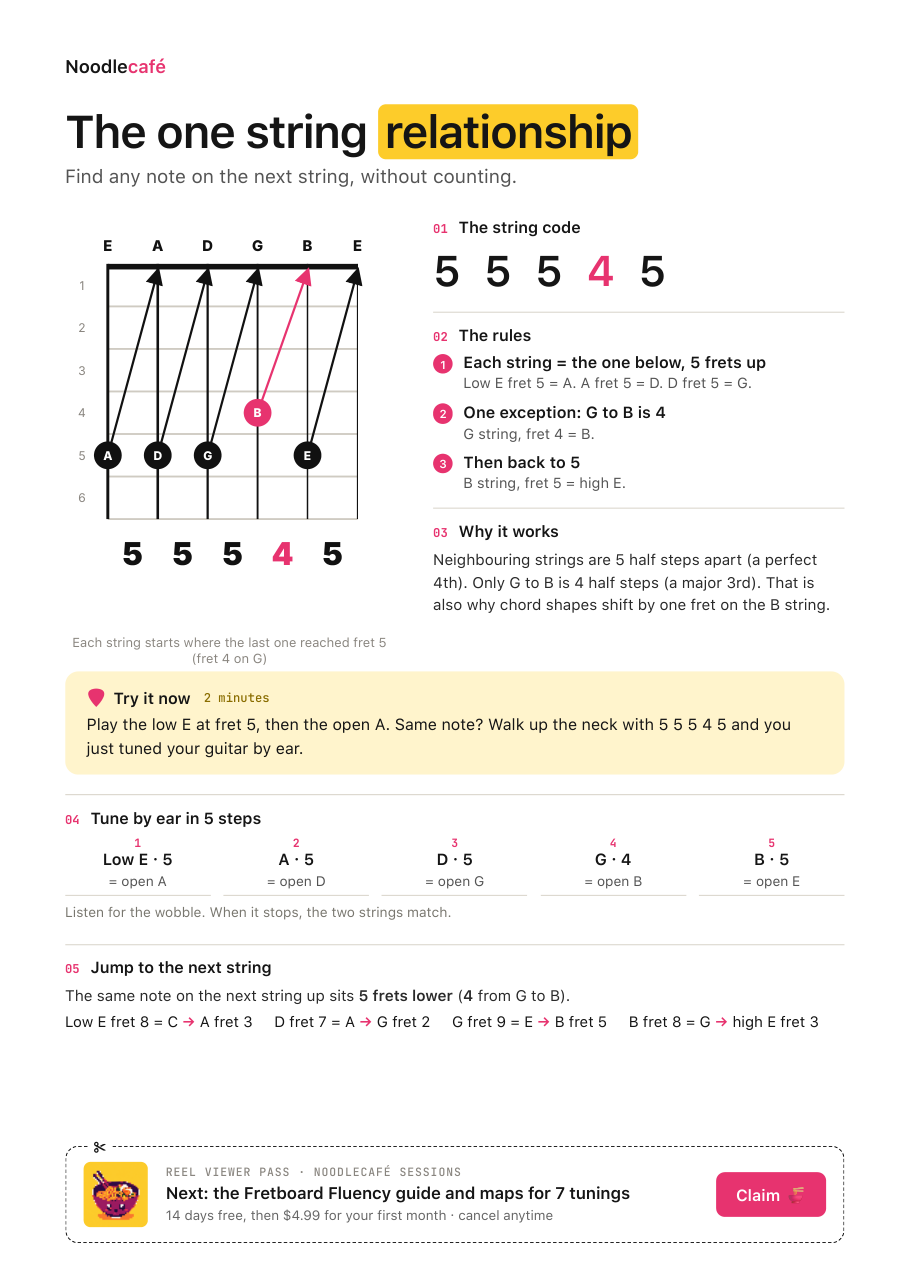 Noodlecafé
The one string relationship
Find any note on the next string, without counting.
E A D G B E
1
2
3
4 B
5 A D G E
6
5 5 5 4 5
Each string starts where the last one reached fret 5
(fret 4 on G)
01 The string code
5 5 5 4 5
02 The rules
1 Each string = the one below, 5 frets up
Low E fret 5 = A. A fret 5 = D. D fret 5 = G.
2 One exception: G to B is 4
G string, fret 4 = B.
3 Then back to 5
B string, fret 5 = high E.
03 Why it works
Neighbouring strings are 5 half steps apart (a perfect
4th). Only G to B is 4 half steps (a major 3rd). That is
also why chord shapes shift by one fret on the B string.
Try it now 2 minutes
Play the low E at fret 5, then the open A. Same note? Walk up the neck with 5 5 5 4 5 and you
just tuned your guitar by ear.
04 Tune by ear in 5 steps
1 2 3 4 5
Low E · 5 A · 5 D · 5 G · 4 B · 5
= open A = open D = open G = open B = open E
Listen for the wobble. When it stops, the two strings match.
05 Jump to the next string
The same note on the next string up sits 5 frets lower (4 from G to B).
Low E fret 8 = C → A fret 3 D fret 7 = A → G fret 2 G fret 9 = E → B fret 5 B fret 8 = G → high E fret 3
REEL VIEWER PASS · NOODLECAFÉ SESSIONS
Next: the Fretboard Fluency guide and maps for 7 tunings
14 days free, then $4.99 for your first month · cancel anytime
Claim